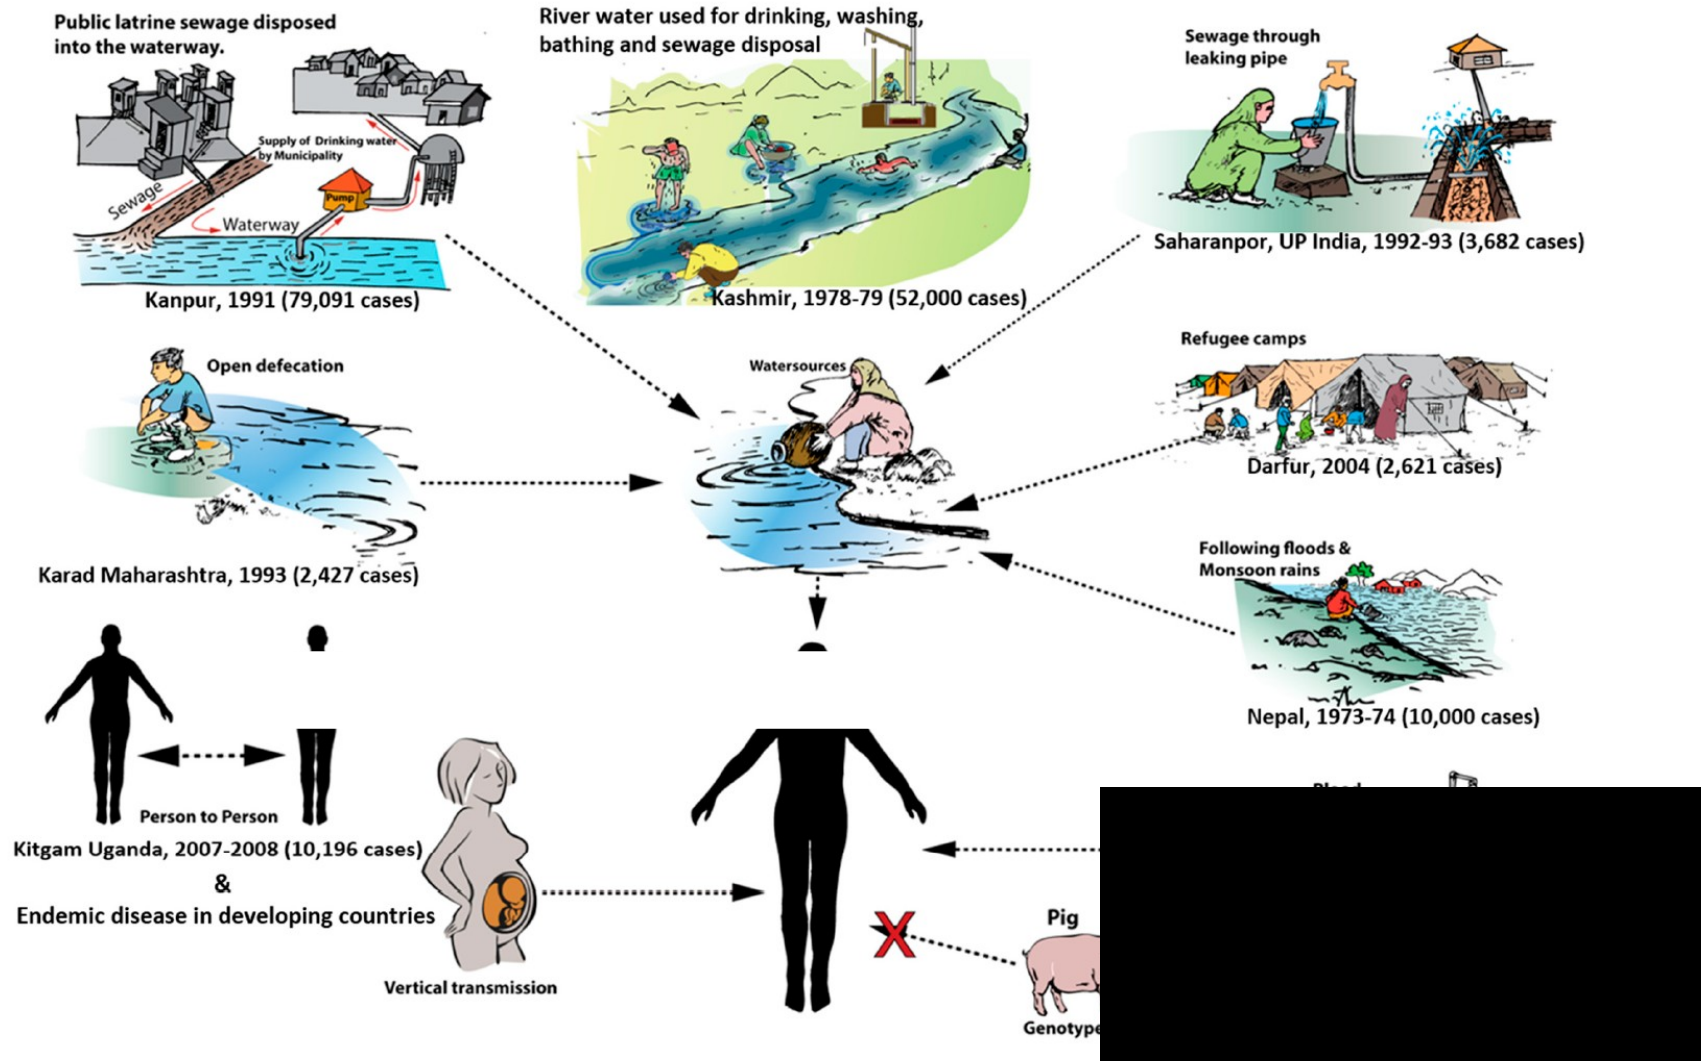 Public latrine sewage disposed
into the waterway.
Supply of Drinking water
by Municipality
Sewage
Pump
Waterway
Kanpur, 1991 (79,091 cases)
River water used for drinking, washing,
bathing and sewage disposal
Kashmir, 1978-79 (52,000 cases)
Sewage through
leaking pipe
Saharanpor, UP India, 1992-93 (3,682 cases)
Open defecation
Karad Maharashtra, 1993 (2,427 cases)
Watersources
Refugee camps
Darfur, 2004 (2,621 cases)
Following floods &
Monsoon rains
Nepal, 1973-74 (10,000 cases)
Person to Person
Kitgam Uganda, 2007-2008 (10,196 cases)
&
Endemic disease in developing countries
Vertical transmission
Pig
Genotype